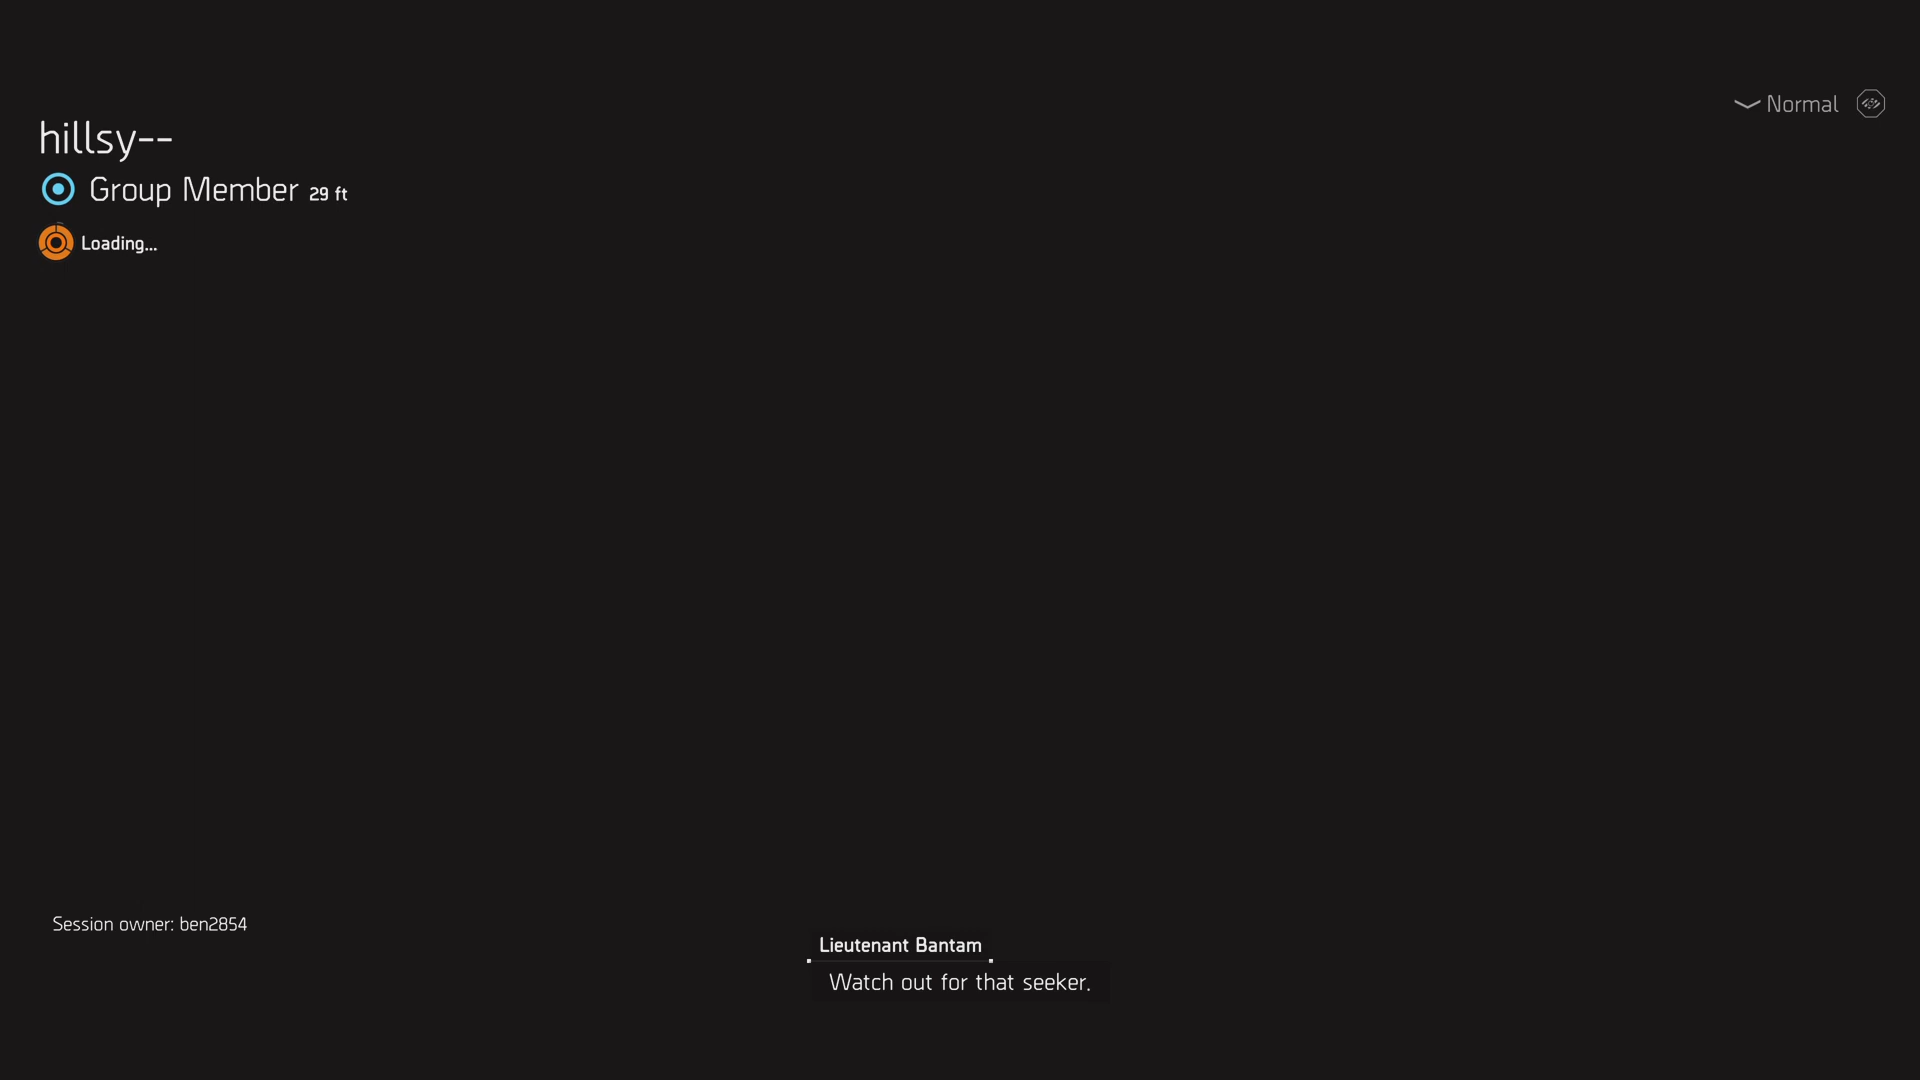 Normal
hillsy--
Group Member 29 ft
Loading...
Session owner: ben2854
Lieutenant Bantam
Watch out for that seeker.